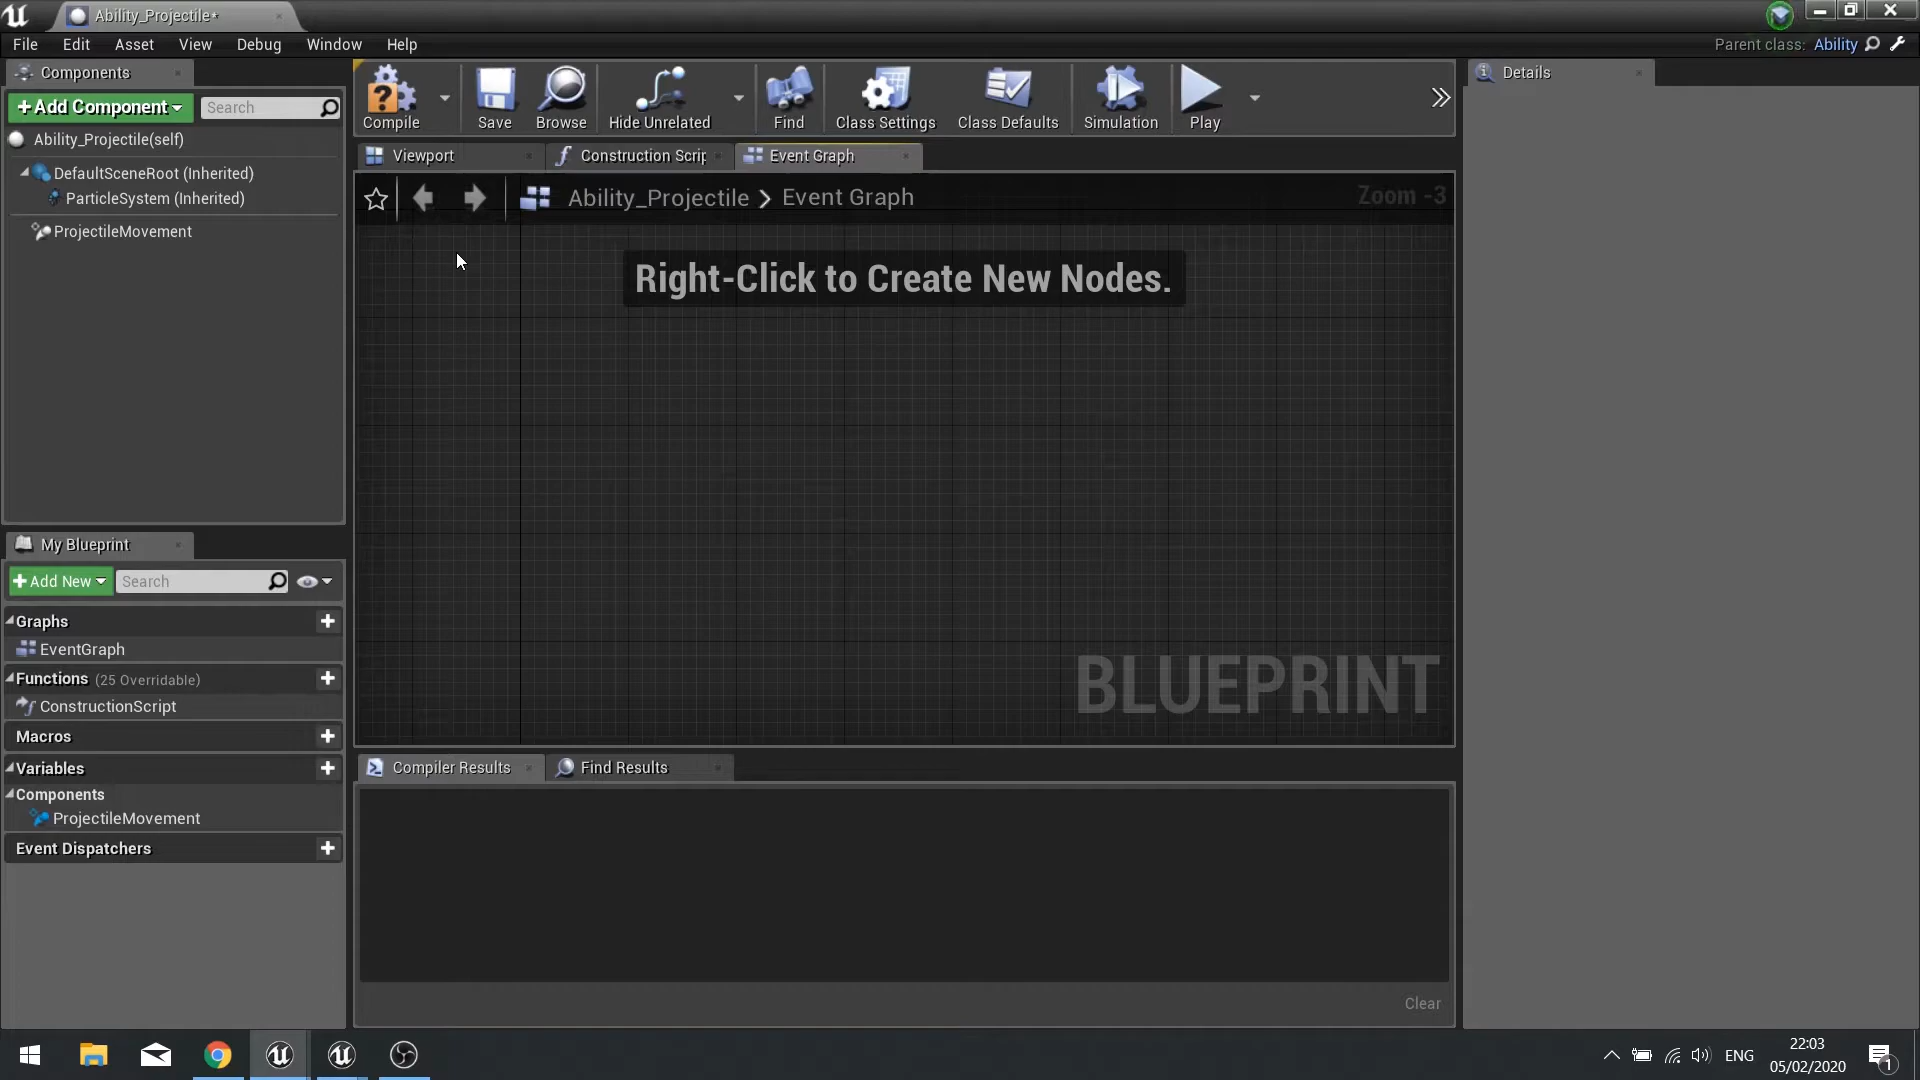 Ability_Projectile*
File Edit Asset View Debug Window Help
Parent class: Ability
Components
Add Component
Search
Ability_Projectile(self)
DefaultSceneRoot (Inherited)
ParticleSystem (Inherited)
ProjectileMovement
Compile
Save
Browse
Hide Unrelated
Find
Class Settings
Class Defaults
Simulation
Play
Details
Viewport
Construction Scrip
Event Graph
Ability_Projectile
Event Graph
Zoom -3
Right-Click to Create New Nodes.
BLUEPRINT
My Blueprint
Add New
Search
Graphs
EventGraph
Functions (25 Overridable)
ConstructionScript
Macros
Variables
Components
ProjectileMovement
Event Dispatchers
Compiler Results
Find Results
Clear
ENG
22:03
05/02/2020
1